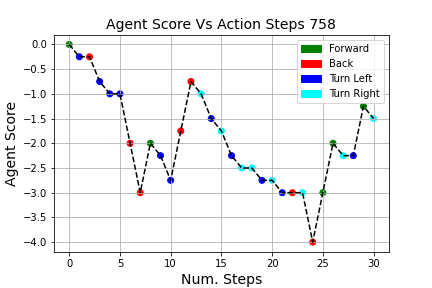 Agent Score Vs Action Steps 758
Agent Score
0.0
−0.5
−1.0
−1.5
−2.0
−2.5
−3.0
−3.5
−4.0
Forward
Back
Turn Left
Turn Right
0 5 10 15 20 25 30
Num. Steps